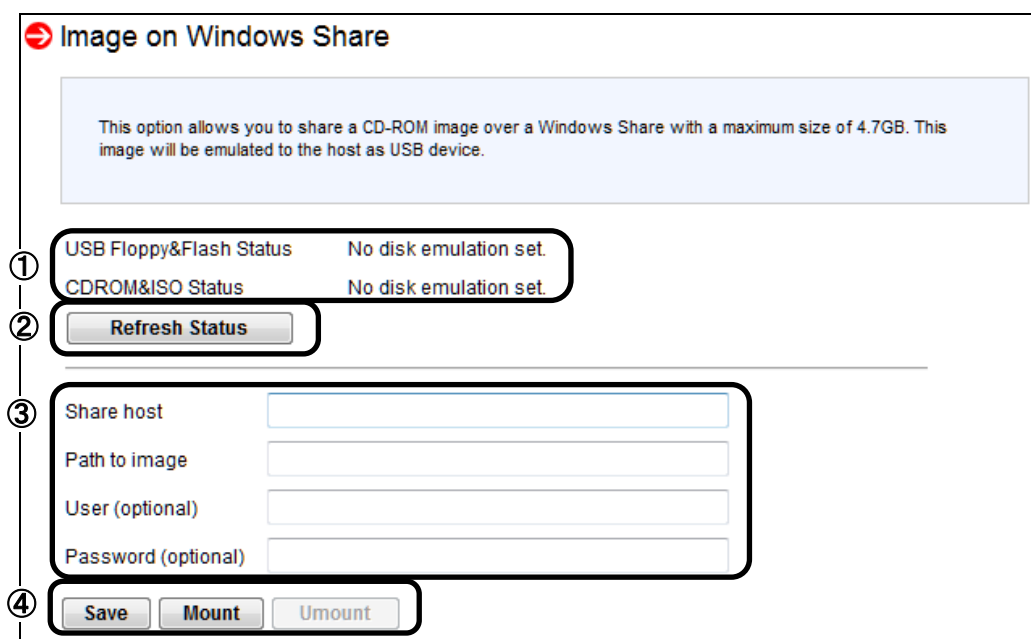 Image on Windows Share
This option allows you to share a CD-ROM image over a Windows Share with a maximum size of 4.7GB. This
image will be emulated to the host as USB device.
① USB Floppy&Flash Status No disk emulation set.
CDROM&ISO Status No disk emulation set.
② Refresh Status
③ Share host
Path to image
User (optional)
Password (optional)
④ Save Mount Umount